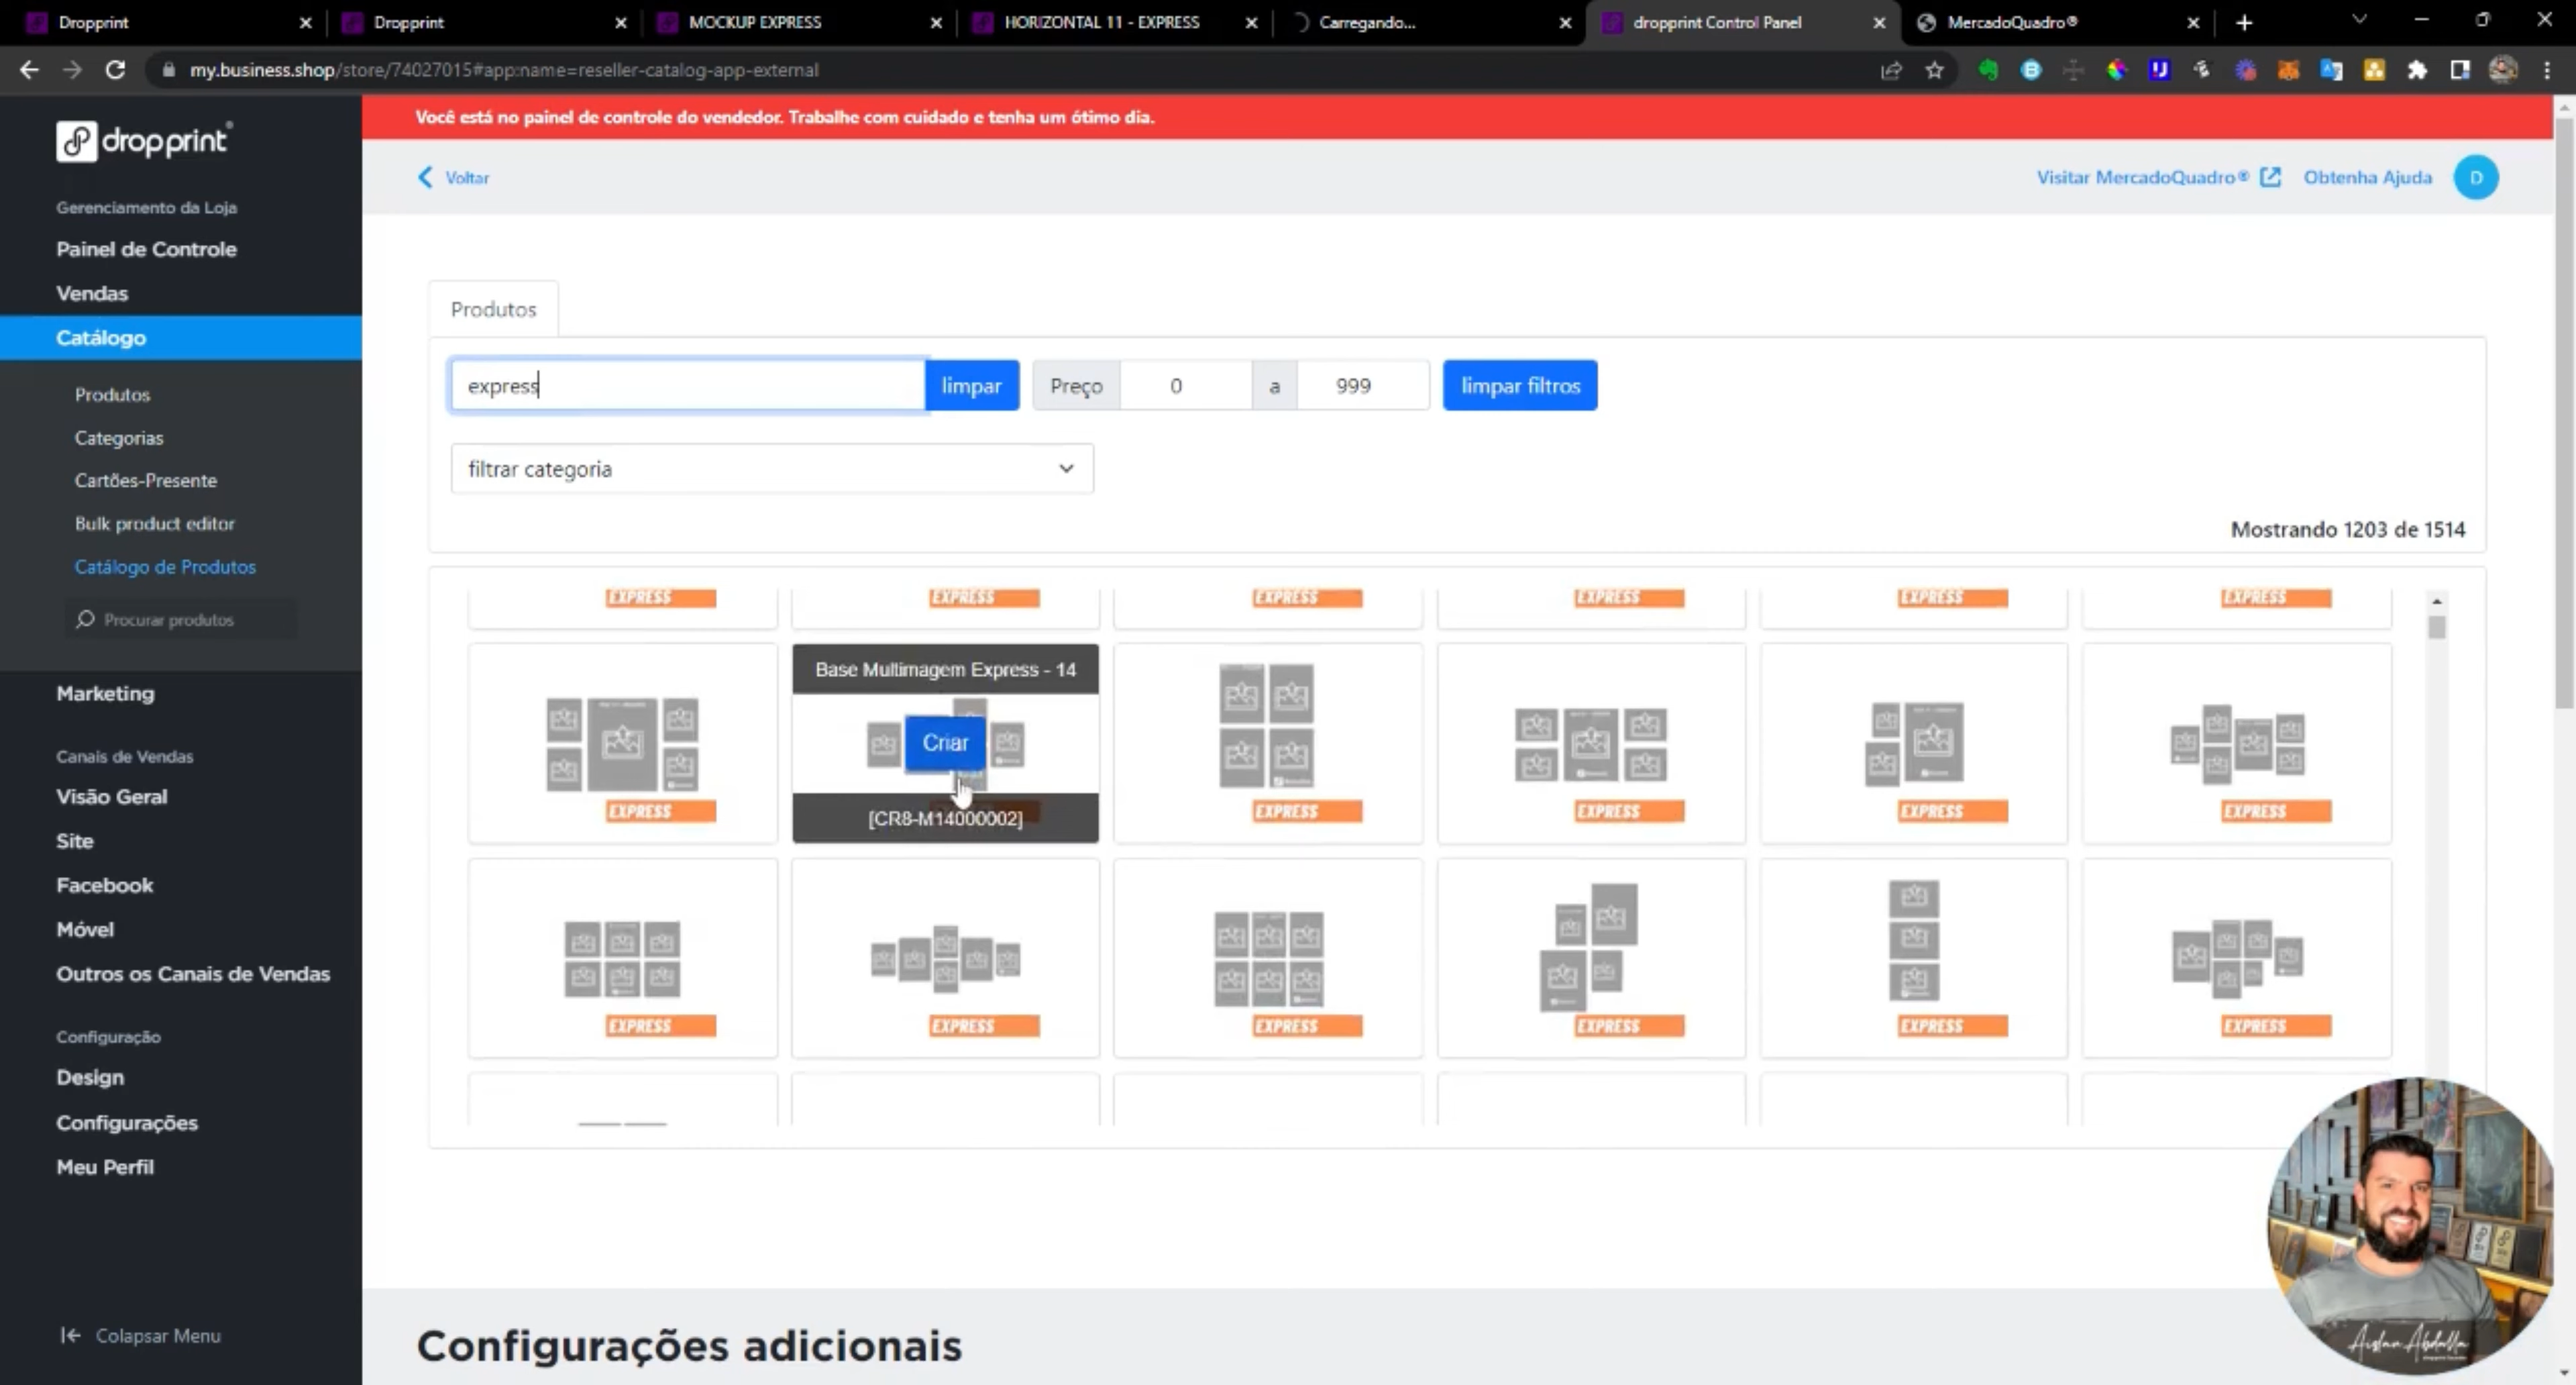 Dropprint
Dropprint
MOCKUP EXPRESS
HORIZONTAL 11 - EXPRESS
Carregando...
dropprint Control Panel
MercadoQuadro®
my.business.shop/store/74027015#app:name=reseller-catalog-app-external
dropprint®
Você está no painel de controle do vendedor. Trabalhe com cuidado e tenha um ótimo dia.
Voltar
Visitar MercadoQuadro®
Obtenha Ajuda
D
Gerenciamento da Loja
Painel de Controle
Vendas
Catálogo
Produtos
Categorias
Cartões-Presente
Bulk product editor
Catálogo de Produtos
Procurar produtos
Marketing
Canais de Vendas
Visão Geral
Site
Facebook
Móvel
Outros os Canais de Vendas
Configuração
Design
Configurações
Meu Perfil
Colapsar Menu
Produtos
express
limpar
Preço
0
a
999
limpar filtros
filtrar categoria
Mostrando 1203 de 1514
EXPRESS
EXPRESS
EXPRESS
EXPRESS
EXPRESS
EXPRESS
Base Multimagem Express - 14
Criar
[CR8-M14000002]
EXPRESS
EXPRESS
EXPRESS
EXPRESS
EXPRESS
EXPRESS
EXPRESS
EXPRESS
EXPRESS
EXPRESS
EXPRESS
Aislan Abdalla
Configurações adicionais